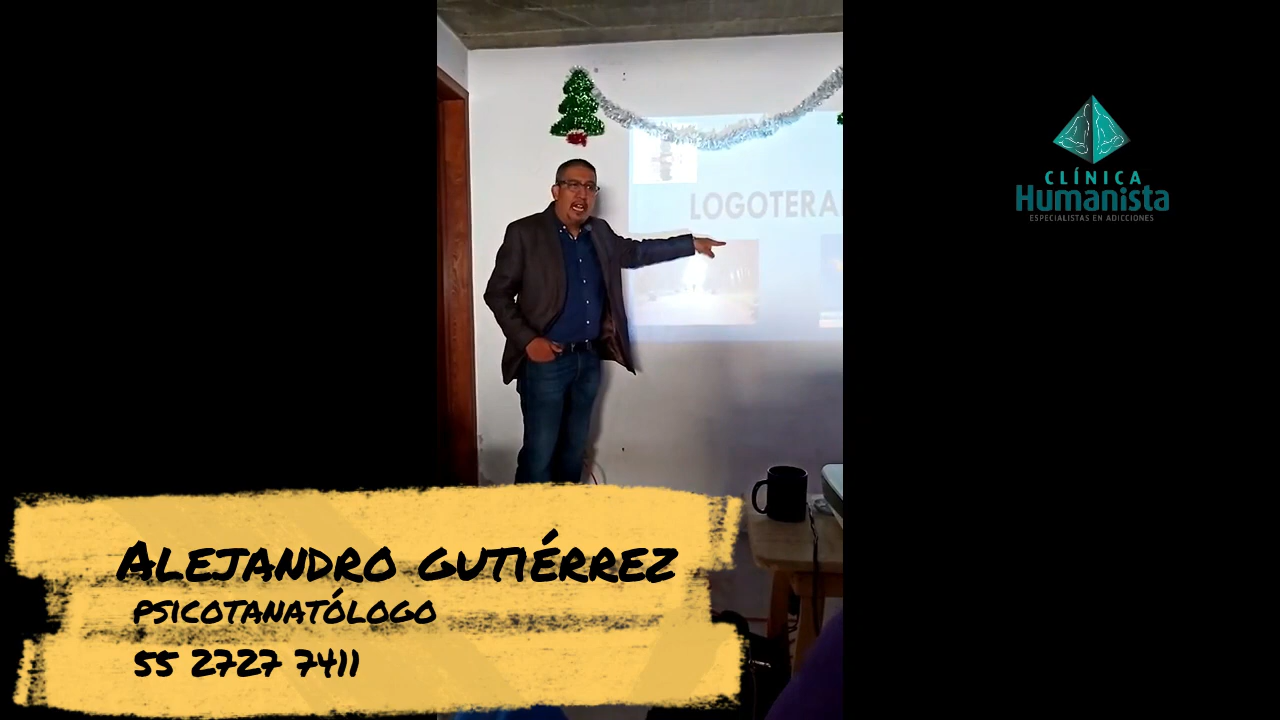 CLÍNICA
Humanista
ESPECIALISTAS EN ADICCIONES
LOGOTERA
Alejandro gutiérrez
psicotanatólogo
55 2727 7411